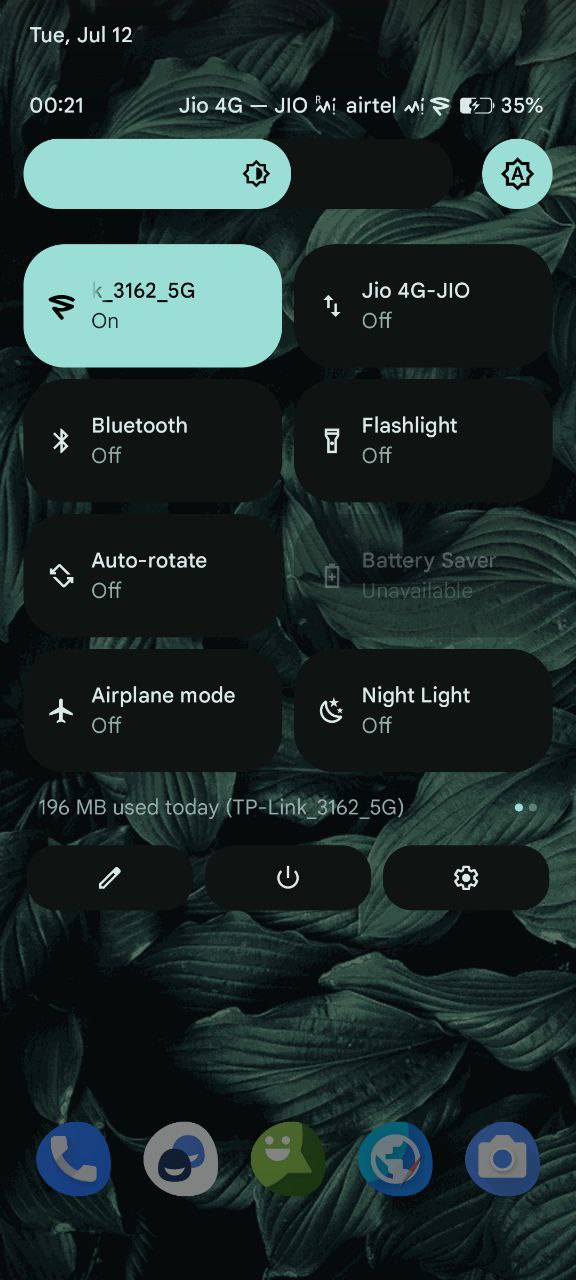 Tue, Jul 12
00:21 Jio 4G — JIO R airtel 35%
A
k_3162_5G
On
Jio 4G-JIO
Off
Bluetooth
Off
Flashlight
Off
Auto-rotate
Off
Battery Saver
Unavailable
Airplane mode
Off
Night Light
Off
196 MB used today (TP-Link_3162_5G)